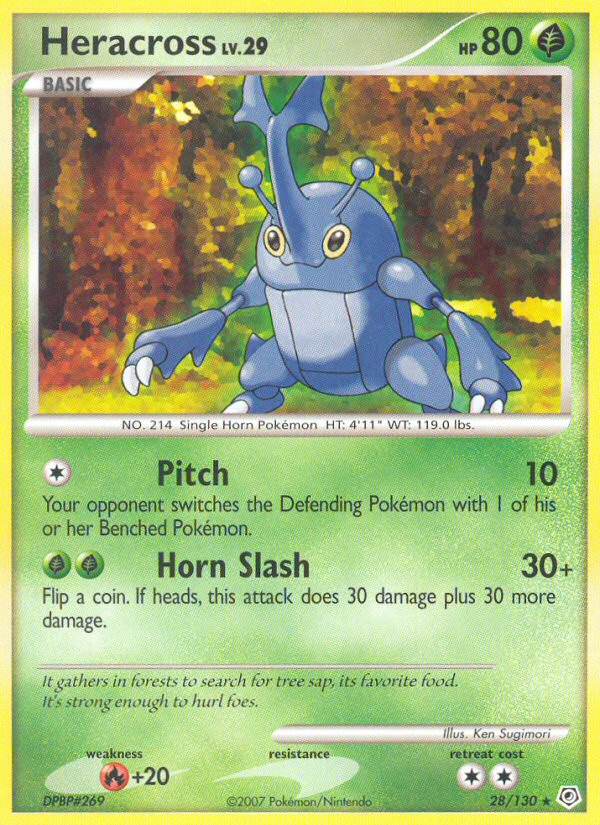 Heracross LV.29 HP 80
BASIC
NO. 214 Single Horn Pokémon HT: 4'11" WT: 119.0 lbs.
Pitch 10
Your opponent switches the Defending Pokémon with 1 of his
or her Benched Pokémon.
Horn Slash 30+
Flip a coin. If heads, this attack does 30 damage plus 30 more
damage.
It gathers in forests to search for tree sap, its favorite food.
It's strong enough to hurl foes.
Illus. Ken Sugimori
weakness resistance retreat cost
+20
DPBP#269 ©2007 Pokémon/Nintendo 28/130 ★